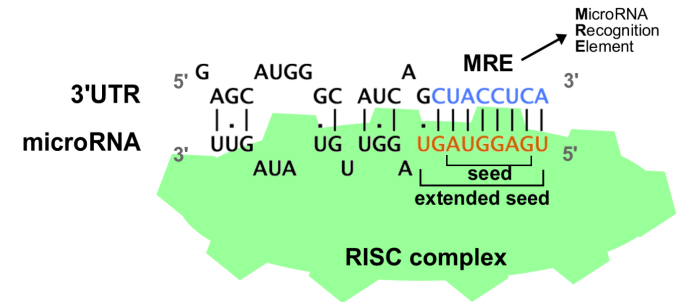 MicroRNA
Recognition
Element
MRE
5' G AUGG A 3'
3'UTR AGC GC AUC GCUACCUCA
microRNA UUG UG UGG UGAUGGAGU
3' AUA U A 5'
seed
extended seed
RISC complex